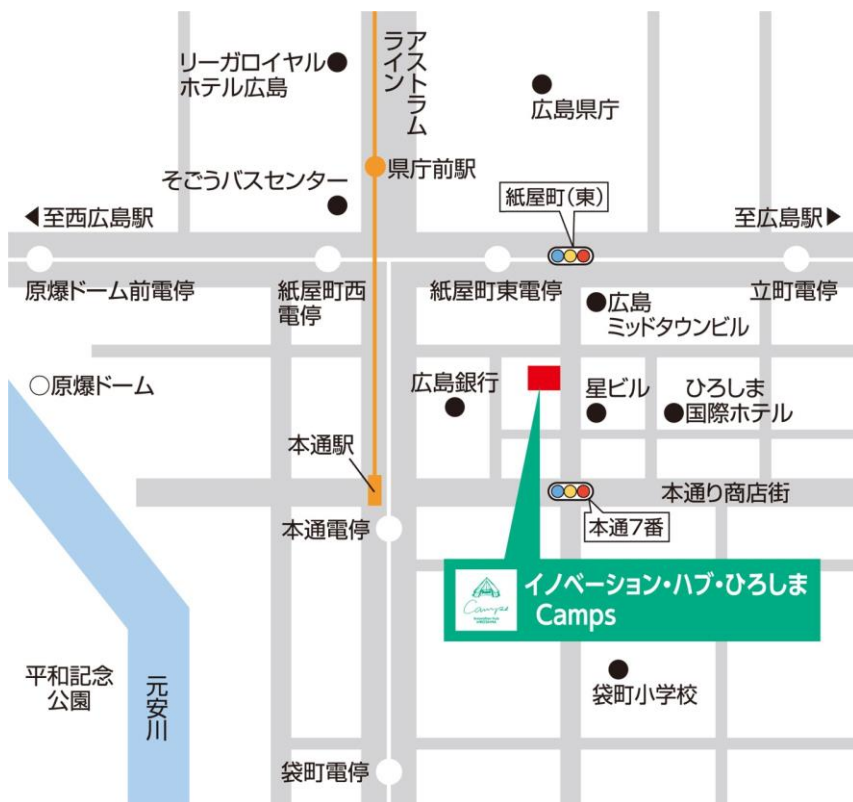 リーガロイヤル
ホテル広島
アストラム
ライン
広島県庁
県庁前駅
そごうバスセンター
紙屋町(東)
◀至西広島駅
至広島駅▶
原爆ドーム前電停
紙屋町西
電停
紙屋町東電停
立町電停
広島
ミッドタウンビル
○原爆ドーム
広島銀行
星ビル
ひろしま
国際ホテル
本通駅
本通り商店街
本通電停
本通7番
Camps
イノベーション・ハブ・ひろしま
Camps
平和記念
公園
元安川
袋町小学校
袋町電停